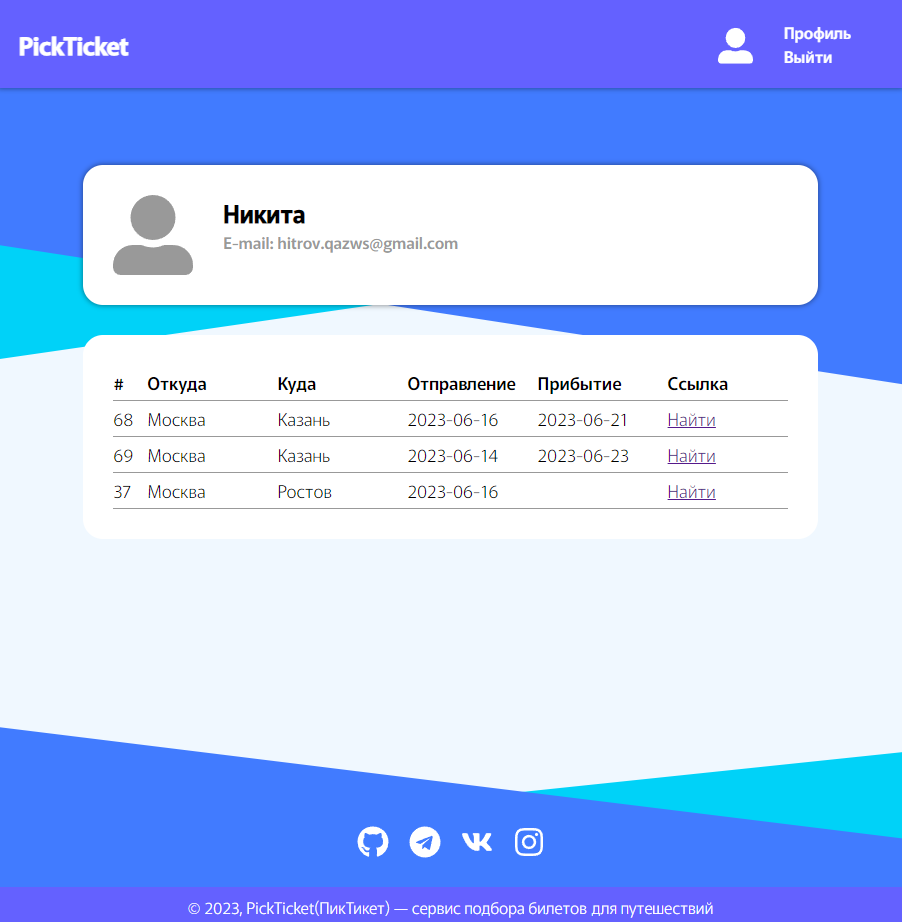 PickTicket
Профиль
Выйти
Никита
E-mail: hitrov.qazws@gmail.com
# Откуда Куда Отправление Прибытие Ссылка
68 Москва Казань 2023-06-16 2023-06-21 Найти
69 Москва Казань 2023-06-14 2023-06-23 Найти
37 Москва Ростов 2023-06-16 Найти
© 2023, PickTicket(ПикТикет) — сервис подбора билетов для путешествий